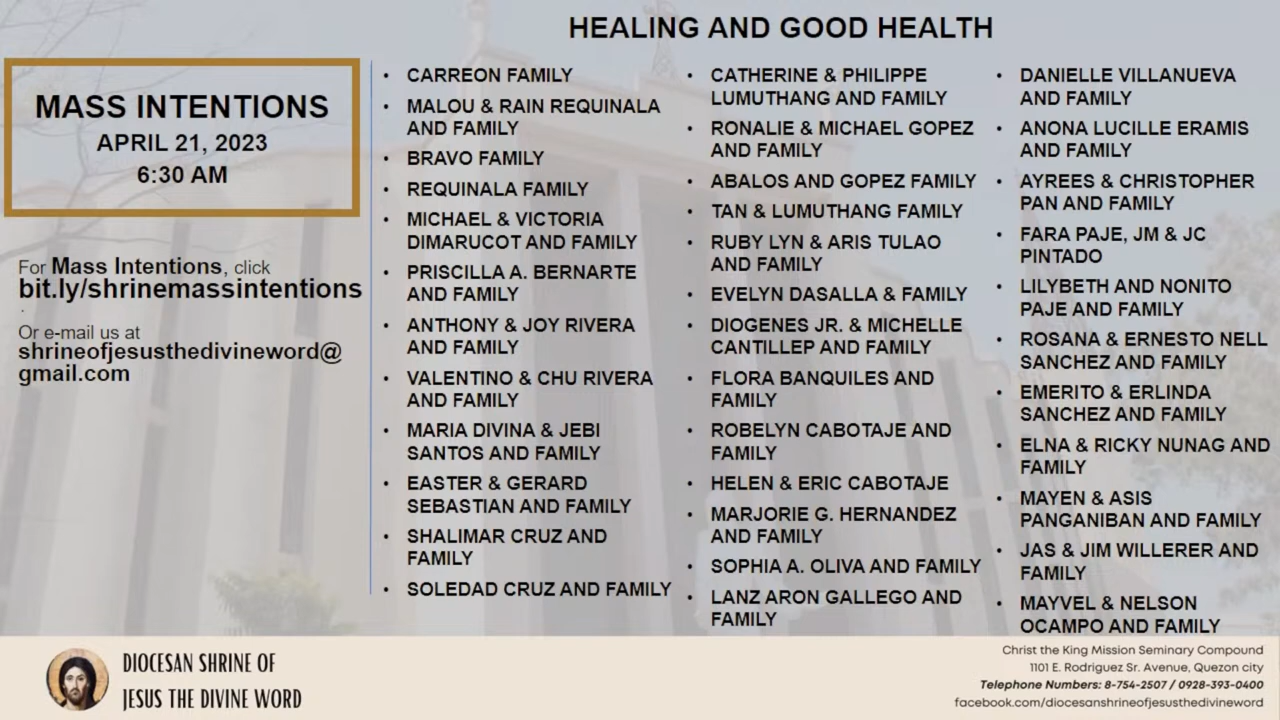 HEALING AND GOOD HEALTH
MASS INTENTIONS
APRIL 21, 2023
6:30 AM
For Mass Intentions, click
bit.ly/shrinemassintentions
.
Or e-mail us at
shrineofjesusthedivineword@
gmail.com
• CARREON FAMILY
• MALOU & RAIN REQUINALA
AND FAMILY
• BRAVO FAMILY
• REQUINALA FAMILY
• MICHAEL & VICTORIA
DIMARUCOT AND FAMILY
• PRISCILLA A. BERNARTE
AND FAMILY
• ANTHONY & JOY RIVERA
AND FAMILY
• VALENTINO & CHU RIVERA
AND FAMILY
• MARIA DIVINA & JEBI
SANTOS AND FAMILY
• EASTER & GERARD
SEBASTIAN AND FAMILY
• SHALIMAR CRUZ AND
FAMILY
• SOLEDAD CRUZ AND FAMILY
• CATHERINE & PHILIPPE
LUMUTHANG AND FAMILY
• RONALIE & MICHAEL GOPEZ
AND FAMILY
• ABALOS AND GOPEZ FAMILY
• TAN & LUMUTHANG FAMILY
• RUBY LYN & ARIS TULAO
AND FAMILY
• EVELYN DASALLA & FAMILY
• DIOGENES JR. & MICHELLE
CANTILLEP AND FAMILY
• FLORA BANQUILES AND
FAMILY
• ROBELYN CABOTAJE AND
FAMILY
• HELEN & ERIC CABOTAJE
• MARJORIE G. HERNANDEZ
AND FAMILY
• SOPHIA A. OLIVA AND FAMILY
• LANZ ARON GALLEGO AND
FAMILY
• DANIELLE VILLANUEVA
AND FAMILY
• ANONA LUCILLE ERAMIS
AND FAMILY
• AYREES & CHRISTOPHER
PAN AND FAMILY
• FARA PAJE, JM & JC
PINTADO
• LILYBETH AND NONITO
PAJE AND FAMILY
• ROSANA & ERNESTO NELL
SANCHEZ AND FAMILY
• EMERITO & ERLINDA
SANCHEZ AND FAMILY
• ELNA & RICKY NUNAG AND
FAMILY
• MAYEN & ASIS
PANGANIBAN AND FAMILY
• JAS & JIM WILLERER AND
FAMILY
• MAYVEL & NELSON
OCAMPO AND FAMILY
DIOCESAN SHRINE OF
JESUS THE DIVINE WORD
Christ the King Mission Seminary Compound
1101 E. Rodriguez Sr. Avenue, Quezon city
Telephone Numbers: 8-754-2507 / 0928-393-0400
facebook.com/diocesanshrineofjesusthedivineword